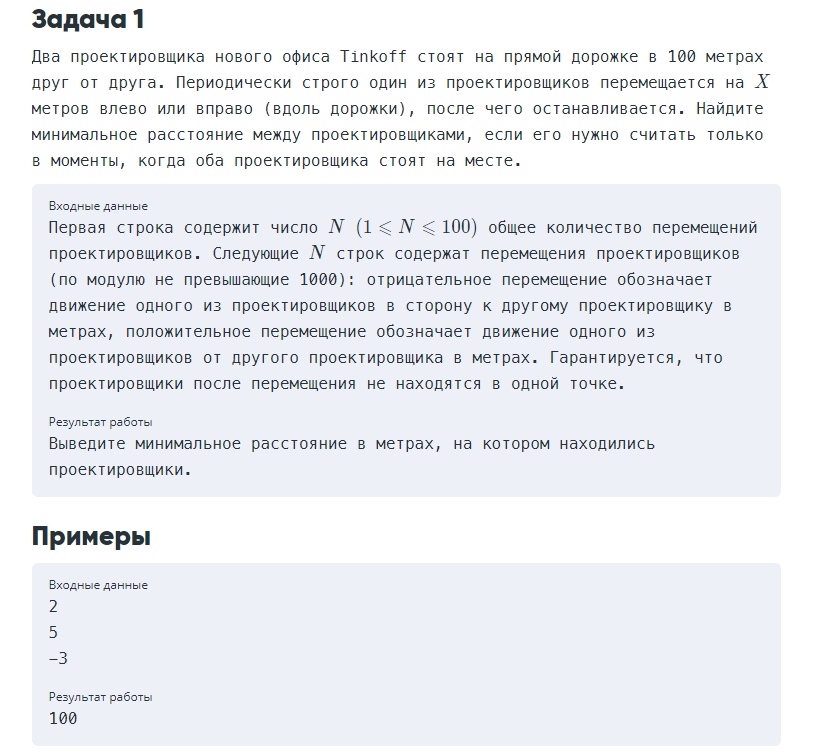 Задача 1
Два проектировщика нового офиса Tinkoff стоят на прямой дорожке в 100 метрах
друг от друга. Периодически строго один из проектировщиков перемещается на X
метров влево или вправо (вдоль дорожки), после чего останавливается. Найдите
минимальное расстояние между проектировщиками, если его нужно считать только
в моменты, когда оба проектировщика стоят на месте.
Входные данные
Первая строка содержит число N (1 ⩽ N ⩽ 100) общее количество перемещений
проектировщиков. Следующие N строк содержат перемещения проектировщиков
(по модулю не превышающие 1000): отрицательное перемещение обозначает
движение одного из проектировщиков в сторону к другому проектировщику в
метрах, положительное перемещение обозначает движение одного из
проектировщиков от другого проектировщика в метрах. Гарантируется, что
проектировщики после перемещения не находятся в одной точке.
Результат работы
Выведите минимальное расстояние в метрах, на котором находились
проектировщики.
Примеры
Входные данные
2
5
−3
Результат работы
100